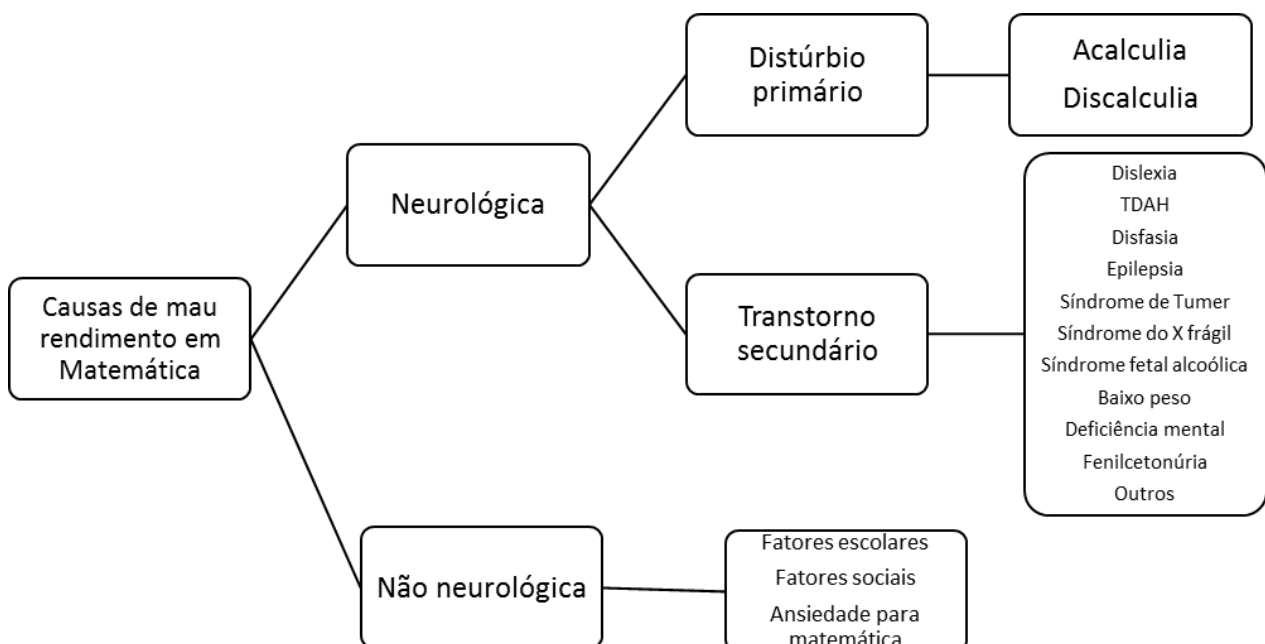 Causas de mau
rendimento em
Matemática
Neurológica
Distúrbio
primário
Acalculia
Discalculia
Transtorno
secundário
Dislexia
TDAH
Disfasia
Epilepsia
Síndrome de Tumer
Síndrome do X frágil
Síndrome fetal alcoólica
Baixo peso
Deficiência mental
Fenilcetonúria
Outros
Não neurológica
Fatores escolares
Fatores sociais
Ansiedade para
matemática